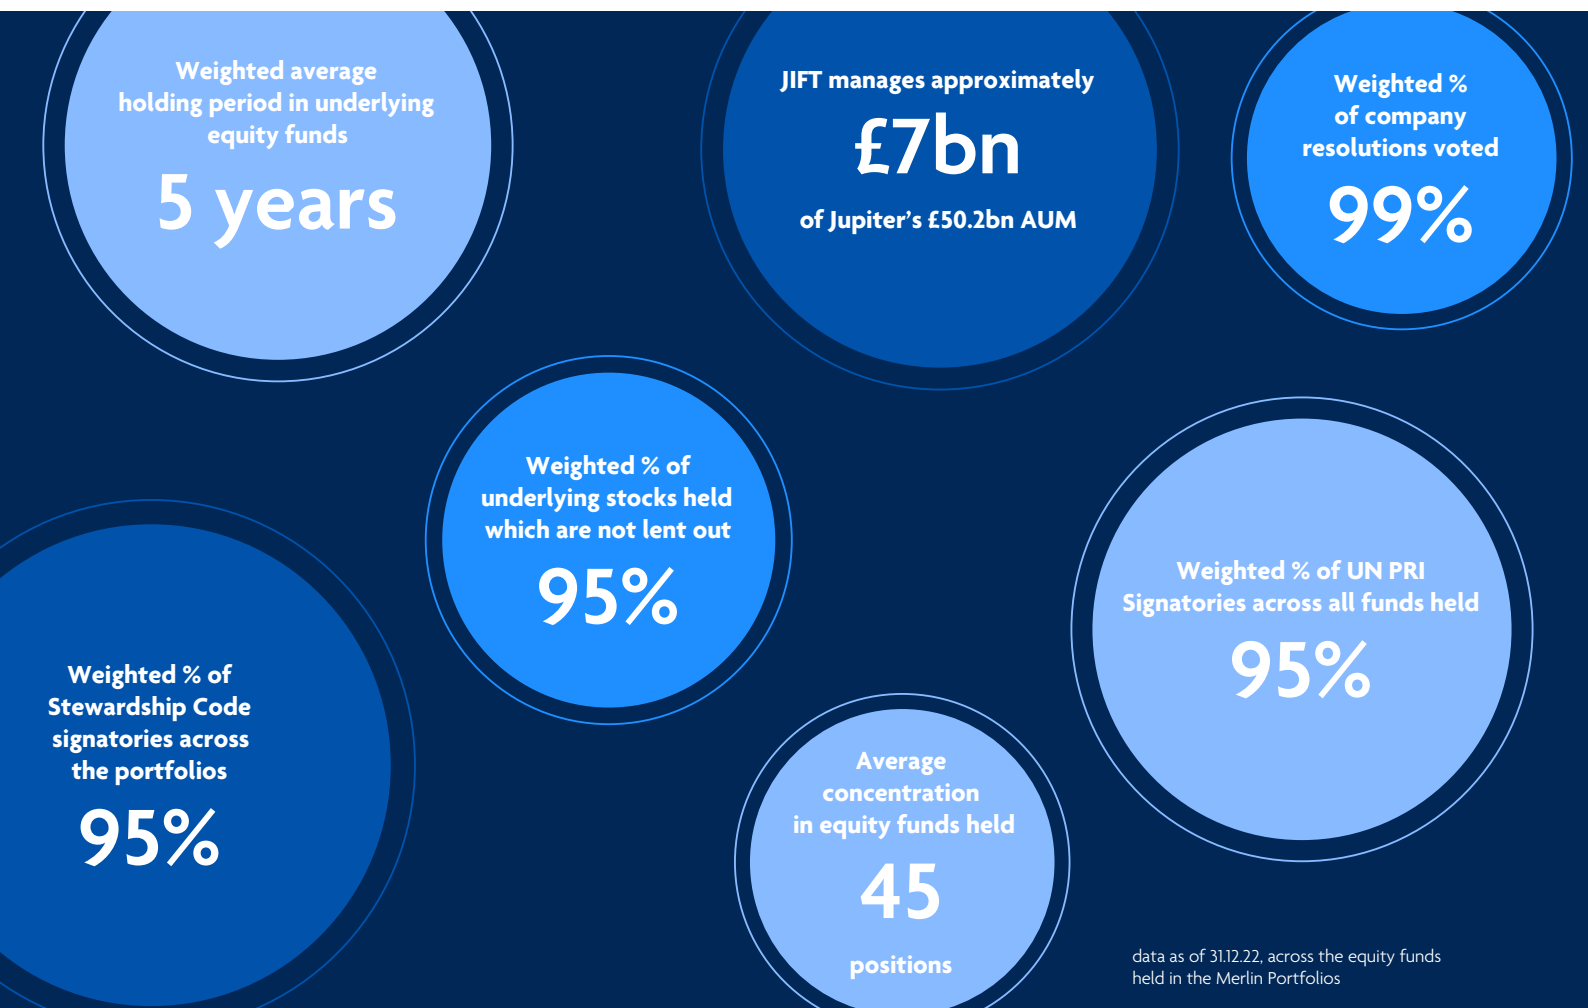 Weighted average
holding period in underlying
equity funds
5 years
JIFT manages approximately
£7bn
of Jupiter’s £50.2bn AUM
Weighted %
of company
resolutions voted
99%
Weighted % of
underlying stocks held
which are not lent out
95%
Weighted % of UN PRI
Signatories across all funds held
95%
Weighted % of
Stewardship Code
signatories across
the portfolios
95%
Average
concentration
in equity funds held
45
positions
data as of 31.12.22, across the equity funds
held in the Merlin Portfolios